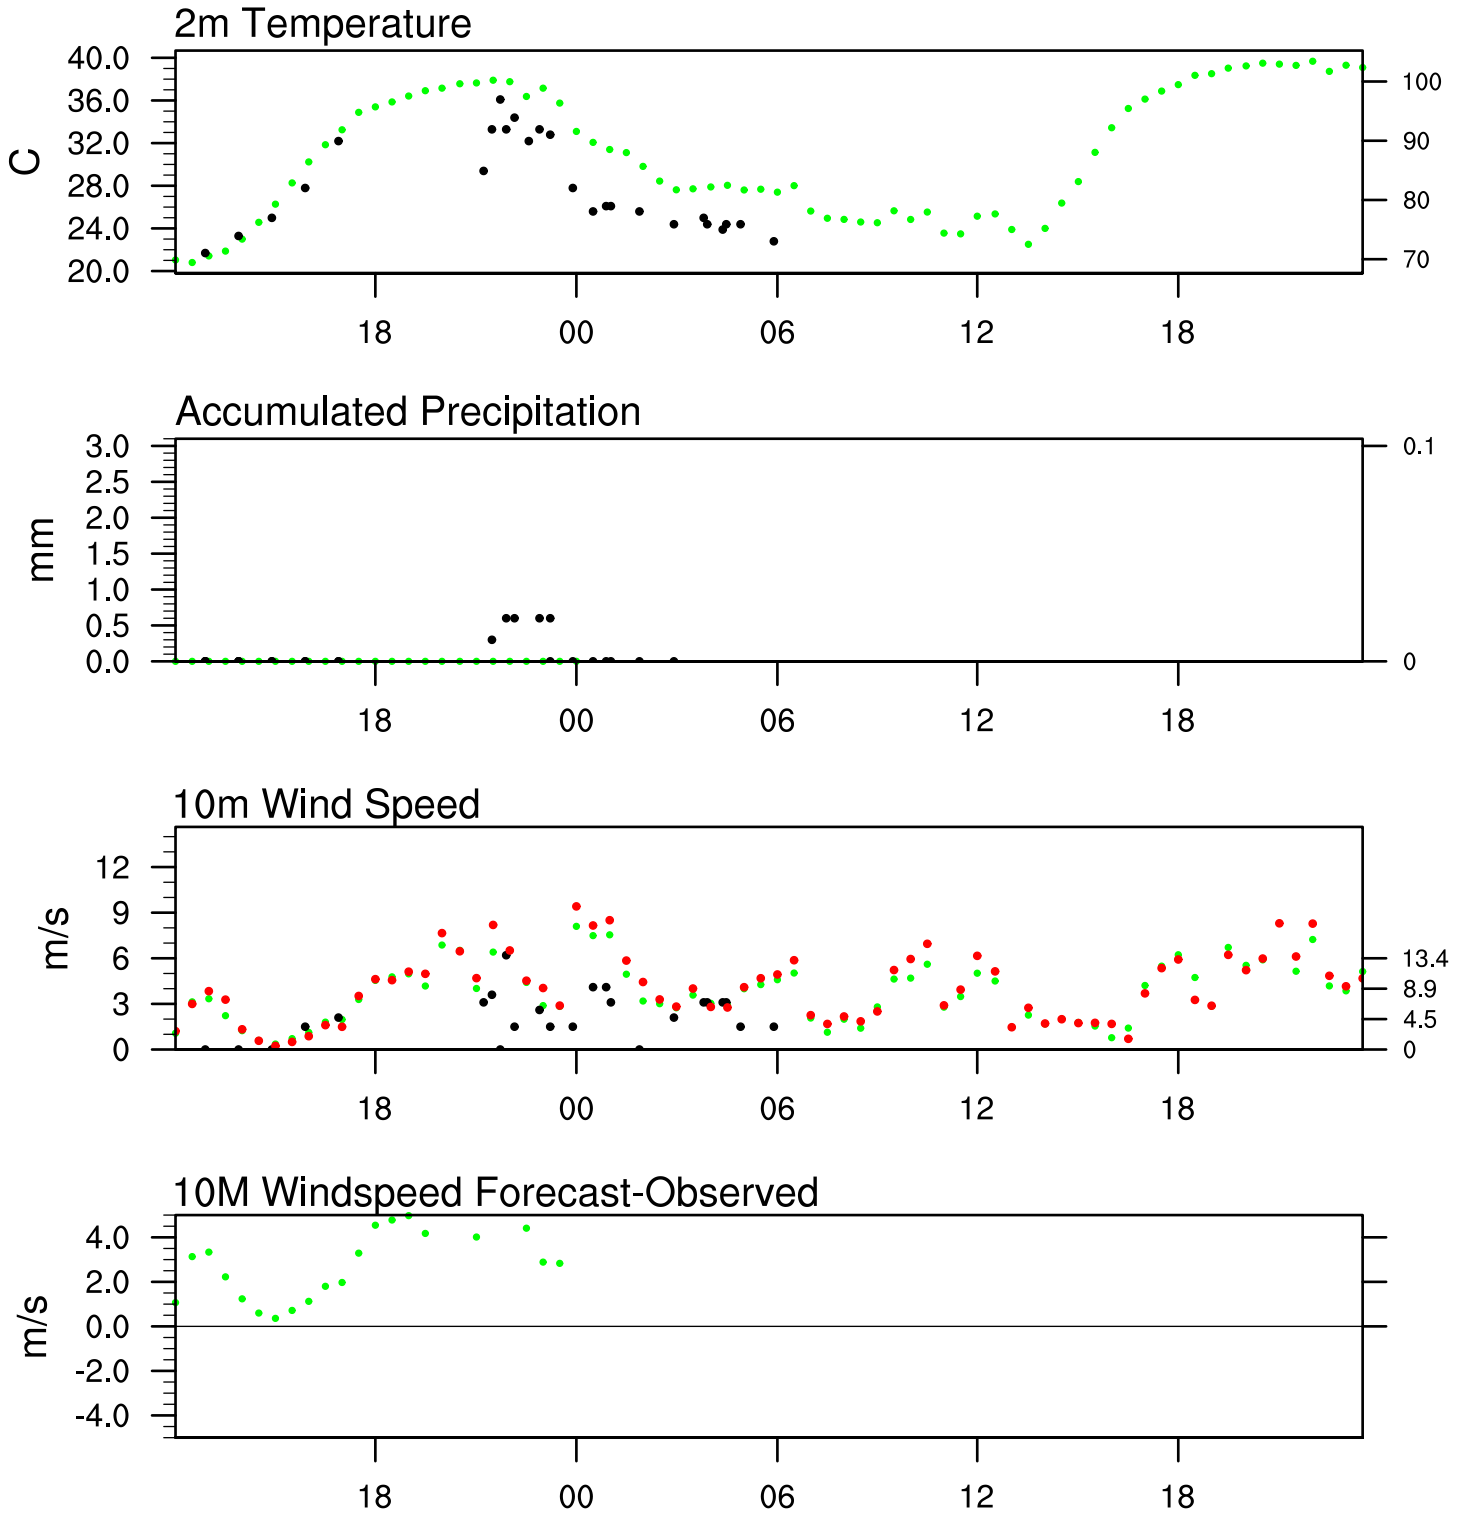 2m Temperature
40.0
36.0
32.0
28.0
24.0
20.0
C
100
90
80
70
18 00 06 12 18
Accumulated Precipitation
3.0
2.5
2.0
1.5
1.0
0.5
0.0
mm
0.1
0
18 00 06 12 18
10m Wind Speed
12
9
6
3
0
m/s
13.4
8.9
4.5
0
18 00 06 12 18
10M Windspeed Forecast-Observed
4.0
2.0
0.0
-2.0
-4.0
m/s
18 00 06 12 18